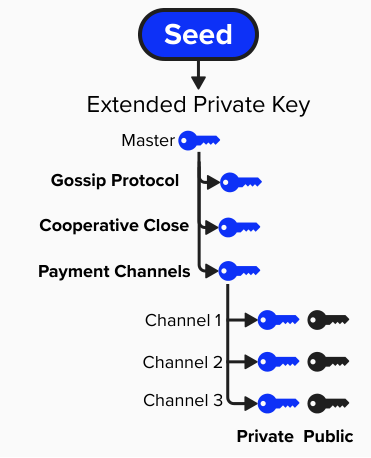 Seed
Extended Private Key
Master
Gossip Protocol
Cooperative Close
Payment Channels
Channel 1
Channel 2
Channel 3
Private Public